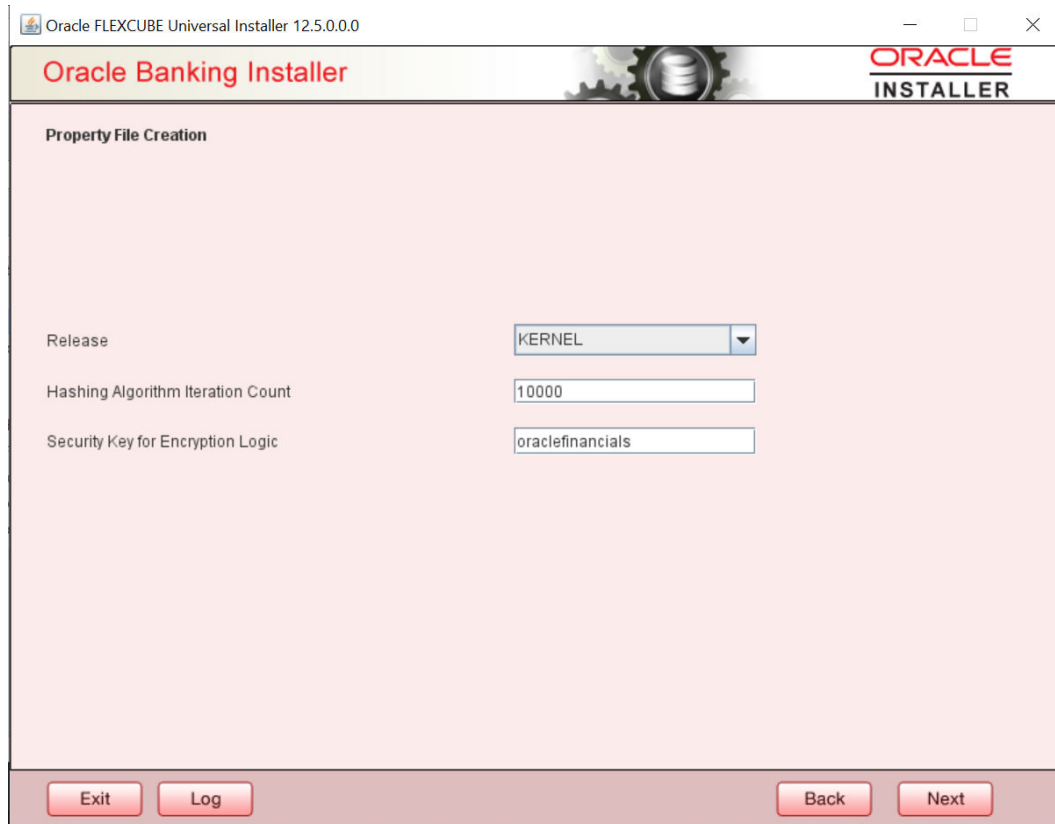 Oracle FLEXCUBE Universal Installer 12.5.0.0.0
Oracle Banking Installer
ORACLE
INSTALLER
Property File Creation
Release KERNEL
Hashing Algorithm Iteration Count 10000
Security Key for Encryption Logic oraclefinancials
Exit Log Back Next